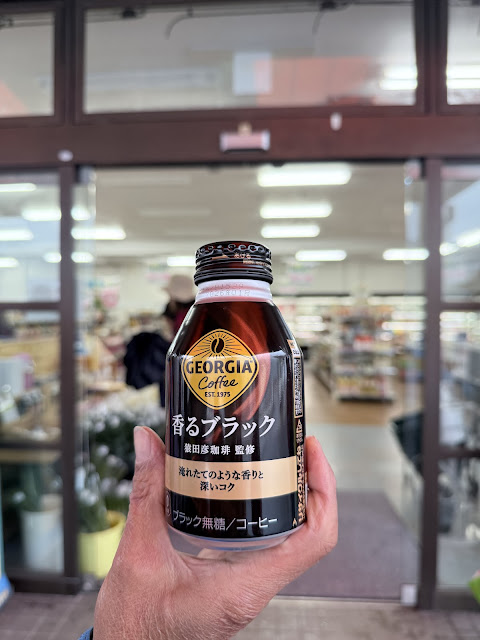 GEORGIA
Coffee
EST. 1975
香るブラック
猿田彦珈琲 監修
淹れたてのような香りと
深いコク
ブラック無糖/コーヒー